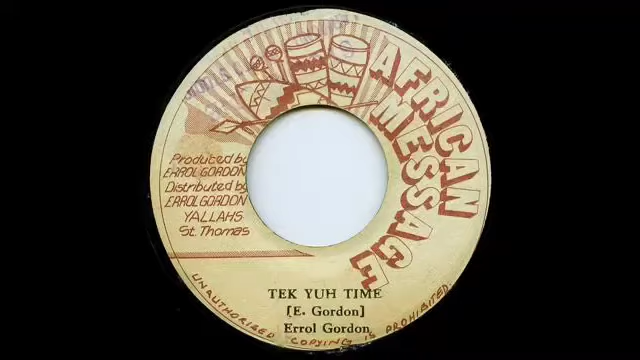 AFRICAN
MESSAGE
Produced by
ERROL GORDON
Distributed by
ERROL GORDON
YALLAHS
St. Thomas
TEK YUH TIME
[E. Gordon]
Errol Gordon
UNAUTHORISED COPYING IS PROHIBITED.